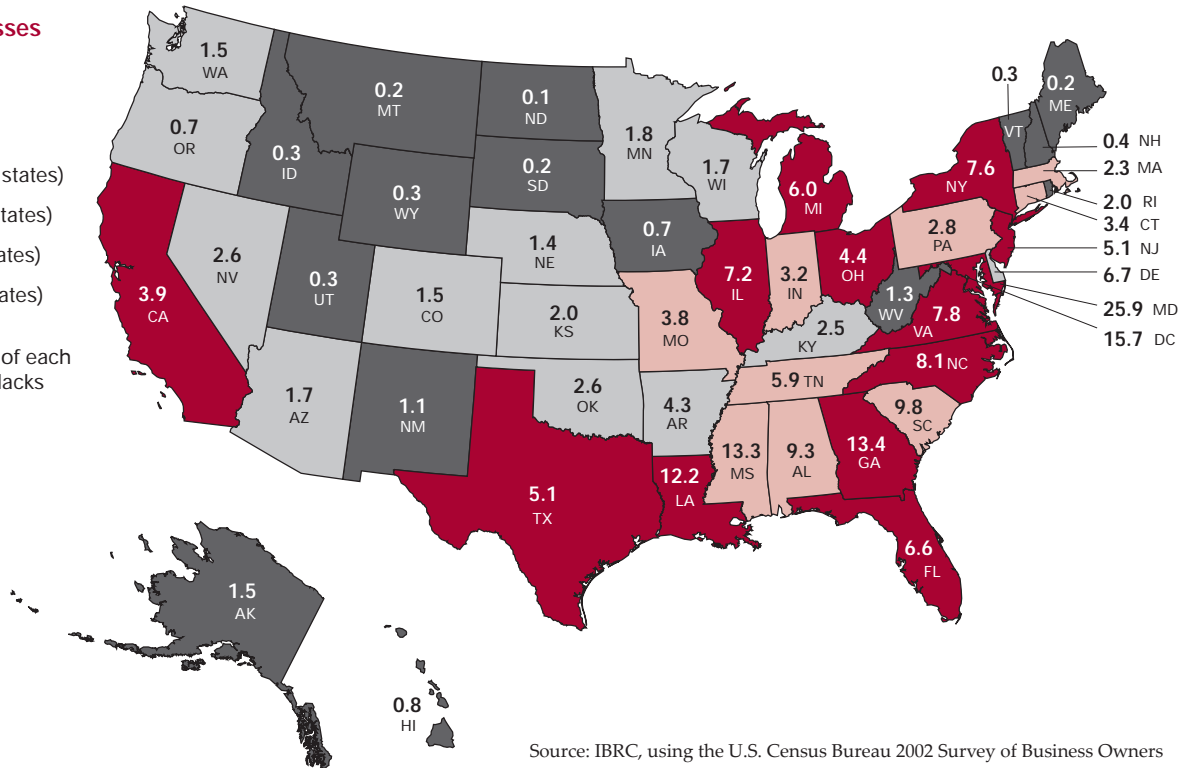 sses
states)
tates)
ates)
ates)
of each
lacks
1.5
WA
0.7
OR
3.9
CA
2.6
NV
0.3
ID
0.2
MT
0.3
WY
0.3
UT
1.5
CO
1.7
AZ
1.1
NM
0.1
ND
0.2
SD
1.4
NE
2.0
KS
2.6
OK
5.1
TX
1.8
MN
0.7
IA
3.8
MO
4.3
AR
12.2
LA
1.7
WI
7.2
IL
6.0
MI
3.2
IN
4.4
OH
2.5
KY
5.9 TN
13.3
MS
9.3
AL
13.4
GA
6.6
FL
9.8
SC
8.1 NC
7.8
VA
1.3
WV
2.8
PA
7.6
NY
0.3
VT
0.2
ME
0.4 NH
2.3 MA
2.0 RI
3.4 CT
5.1 NJ
6.7 DE
25.9 MD
15.7 DC
1.5
AK
0.8
HI
Source: IBRC, using the U.S. Census Bureau 2002 Survey of Business Owners